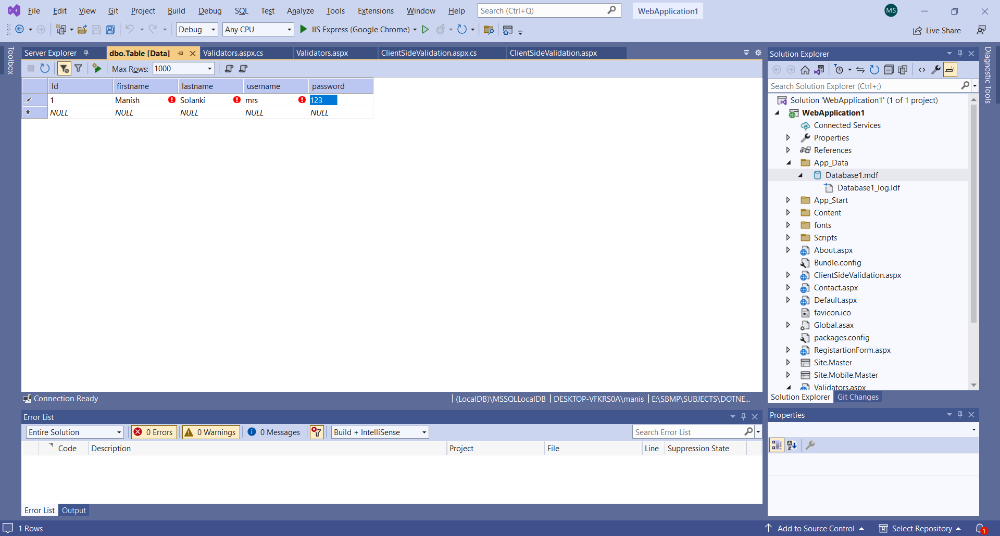 File Edit View Git Project Build Debug SQL Test Analyze Tools Extensions Window Help Search (Ctrl+Q) WebApplication1 MS
Debug Any CPU IIS Express (Google Chrome) Live Share
Toolbox
Server Explorer dbo.Table [Data] Validators.aspx.cs Validators.aspx ClientSideValidation.aspx.cs ClientSideValidation.aspx
Max Rows: 1000
Id firstname lastname username password
1 Manish Solanki mrs 123
NULL NULL NULL NULL NULL
Connection Ready (LocalDB)\MSSQLLocalDB DESKTOP-VFKRS0A\manis E:\SBMP\SUBJECTS\DOTNE...
Error List
Entire Solution 0 Errors 0 Warnings 0 Messages Build + IntelliSense Search Error List
Code Description Project File Line Suppression State
Error List Output
Solution Explorer
Search Solution Explorer (Ctrl+;)
Solution 'WebApplication1' (1 of 1 project)
WebApplication1
Connected Services
Properties
References
App_Data
Database1.mdf
Database1_log.ldf
App_Start
Content
fonts
Scripts
About.aspx
Bundle.config
ClientSideValidation.aspx
Contact.aspx
Default.aspx
favicon.ico
Global.asax
packages.config
RegistartionForm.aspx
Site.Master
Site.Mobile.Master
Validators.aspx
Solution Explorer Git Changes
Properties
Diagnostic Tools
1 Rows Add to Source Control Select Repository 1